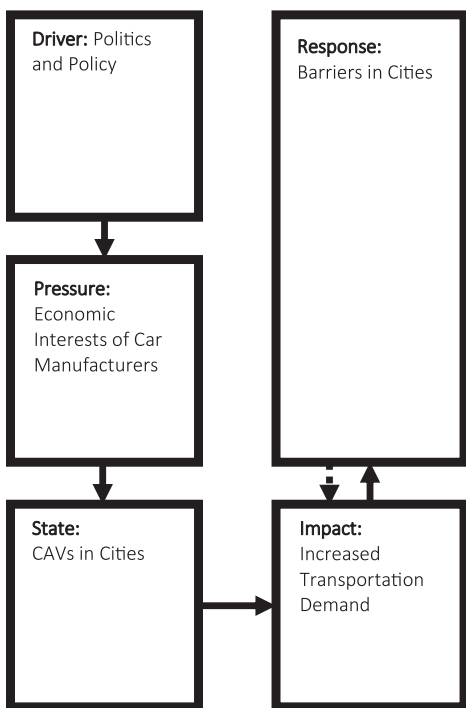 Driver: Politics
and Policy
Pressure:
Economic
Interests of Car
Manufacturers
State:
CAVs in Cities
Impact:
Increased
Transportation
Demand
Response:
Barriers in Cities